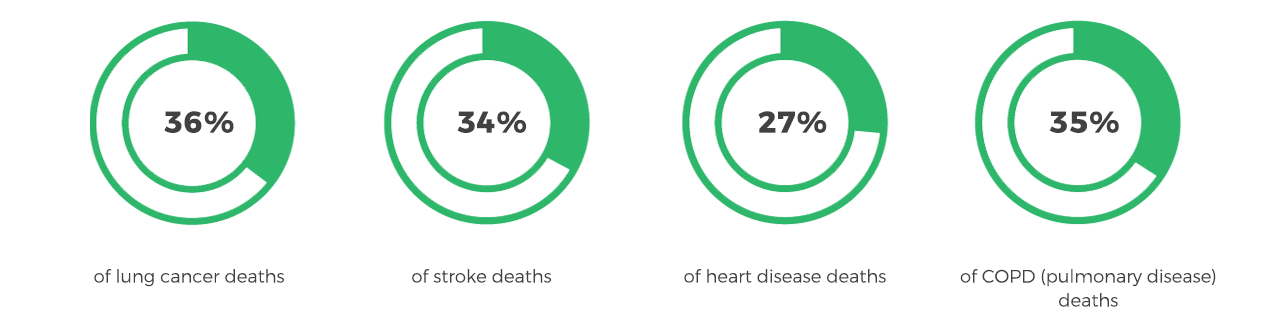 36%
of lung cancer deaths
34%
of stroke deaths
27%
of heart disease deaths
35%
of COPD (pulmonary disease)
deaths